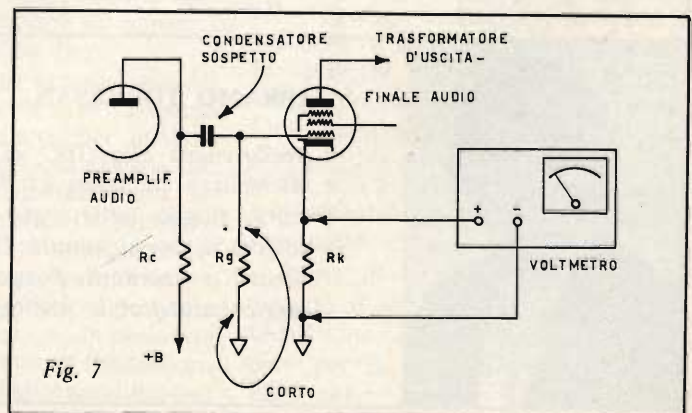 CONDENSATORE
SOSPETTO
TRASFORMATORE
D'USCITA-
FINALE AUDIO
PREAMPLIF.
AUDIO
Rc
Rg
Rk
+
-
VOLTMETRO
+B
CORTO
Fig. 7